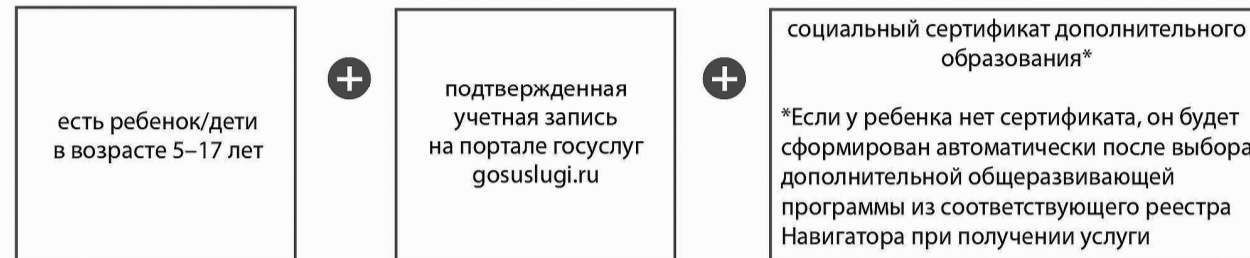 есть ребенок/дети
в возрасте 5–17 лет
подтвержденная
учетная запись
на портале госуслуг
gosuslugi.ru
социальный сертификат дополнительного
образования*
*Если у ребенка нет сертификата, он будет
сформирован автоматически после выбора
дополнительной общеразвивающей
программы из соответствующего реестра
Навигатора при получении услуги